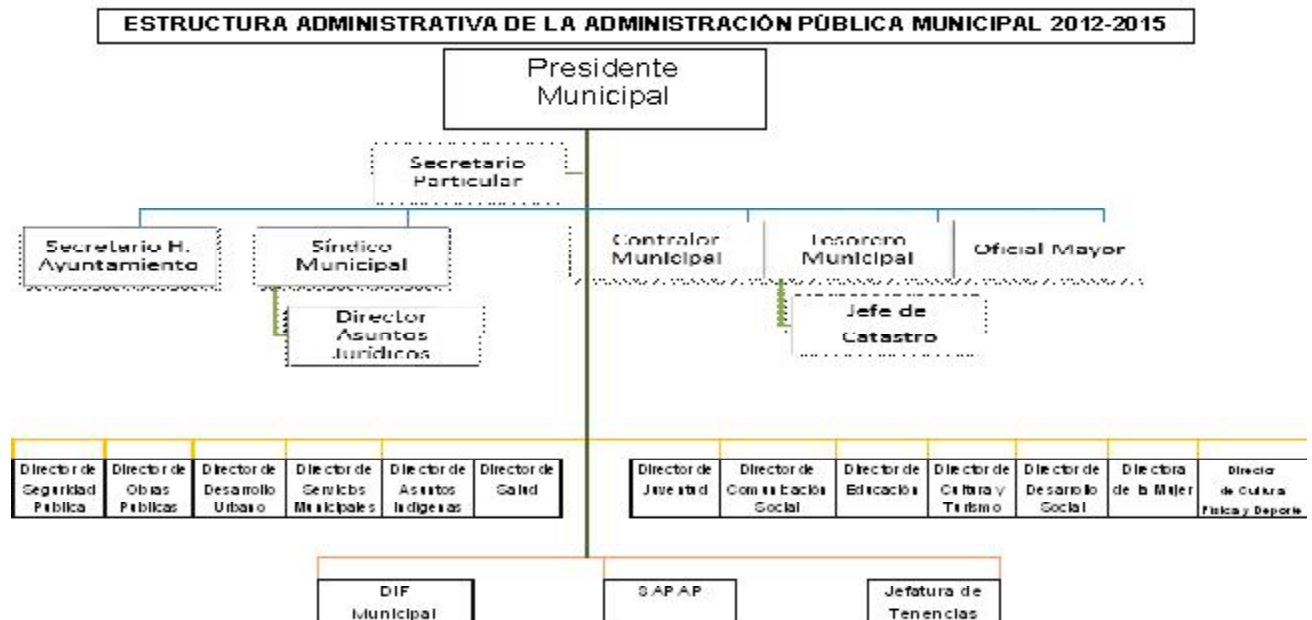 ESTRUCTURA ADMINISTRATIVA DE LA ADMINISTRACIÓN PÚBLICA MUNICIPAL 2012-2015
Presidente
Municipal
Secretario
Particular
Secretario H.
Ayuntamiento
Síndico
Municipal
Contralor
Municipal
Tesorero
Municipal
Oficial Mayor
Director
Asuntos
Jurídicos
Jefe de
Catastro
Director de
Seguridad
Publica
Director de
Obras
Publicas
Director de
Desarrollo
Urbano
Director de
Servicios
Municipales
Director de
Asuntos
Indigenas
Director de
Salud
Director de
Juventud
Director de
Comunicación
Social
Director de
Educación
Director de
Cultura y
Turismo
Director de
Desarrollo
Social
Directora
de la Mujer
Director
de Cultura
Fisica y Deporte
DIF
Municipal
SAPAP
Jefatura de
Tenencias